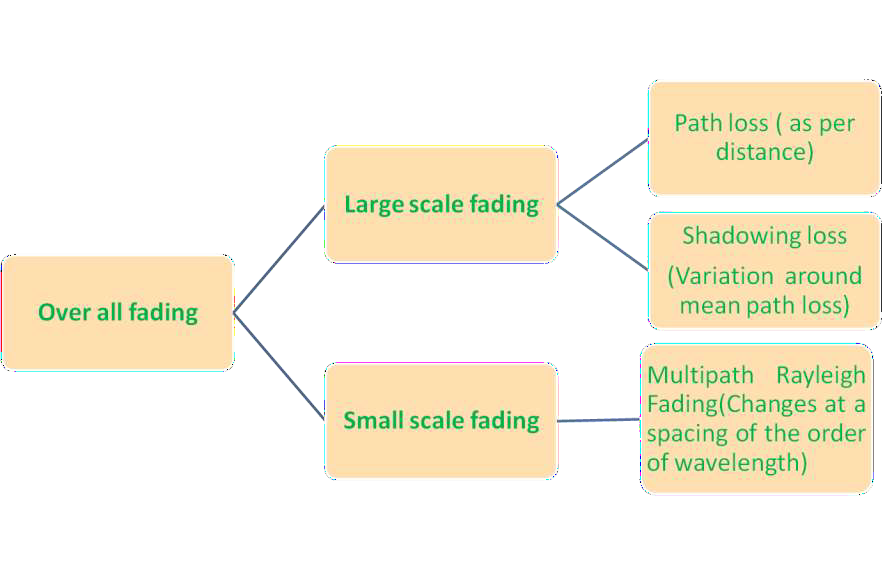 Path loss ( as per
distance)
Large scale fading
Shadowing loss
(Variation around
mean path loss)
Over all fading
Small scale fading
Multipath Rayleigh
Fading(Changes at a
spacing of the order
of wavelength)